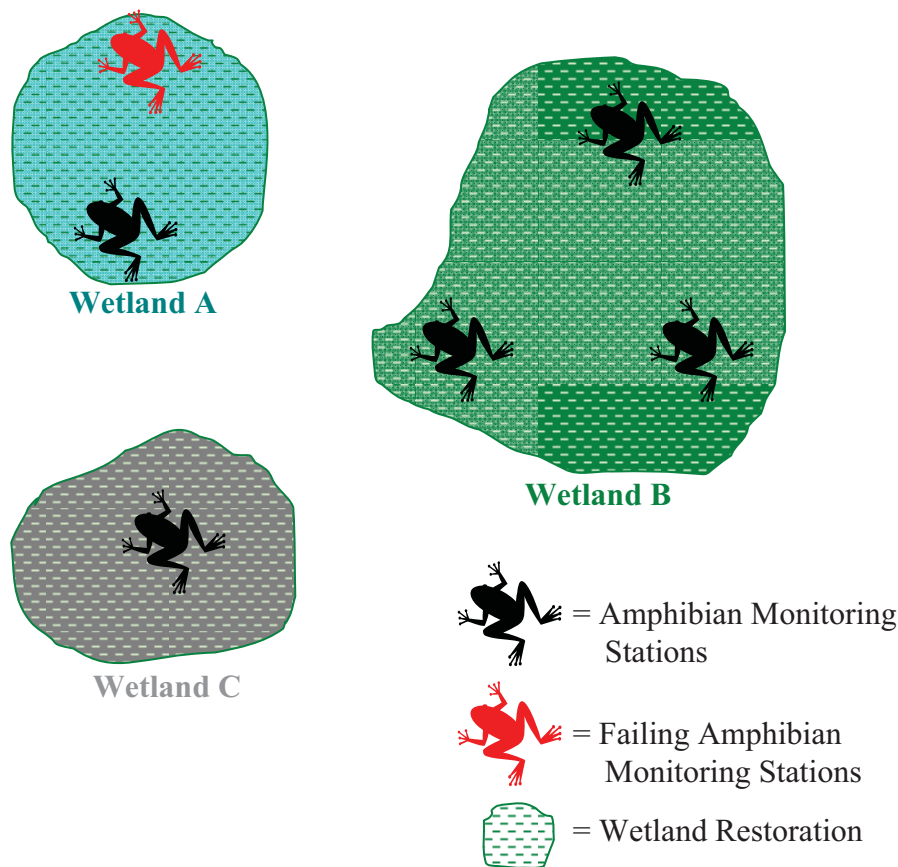 Wetland A
Wetland B
Wetland C
= Amphibian Monitoring
Stations
= Failing Amphibian
Monitoring Stations
= Wetland Restoration